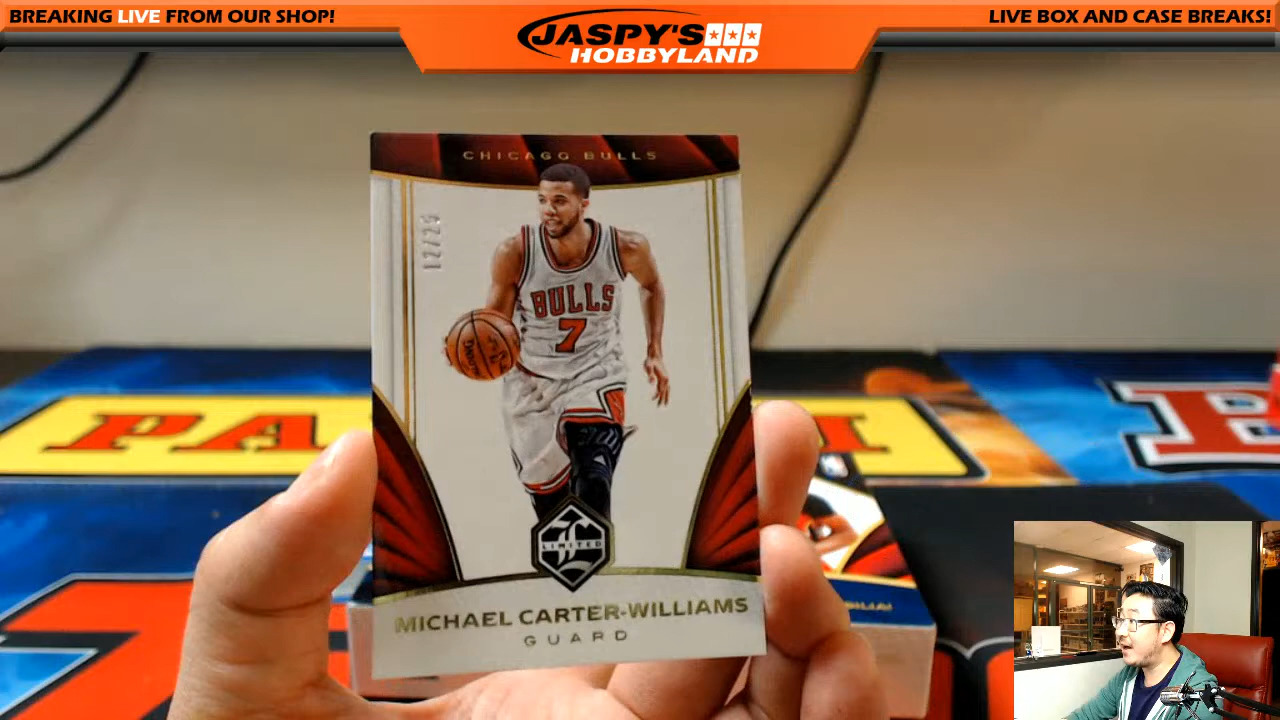 BREAKING LIVE FROM OUR SHOP!
JASPY'S
HOBBYLAND
LIVE BOX AND CASE BREAKS!
CHICAGO BULLS
12/25
BULLS
7
SPALDING
LIMITED
MICHAEL CARTER-WILLIAMS
GUARD